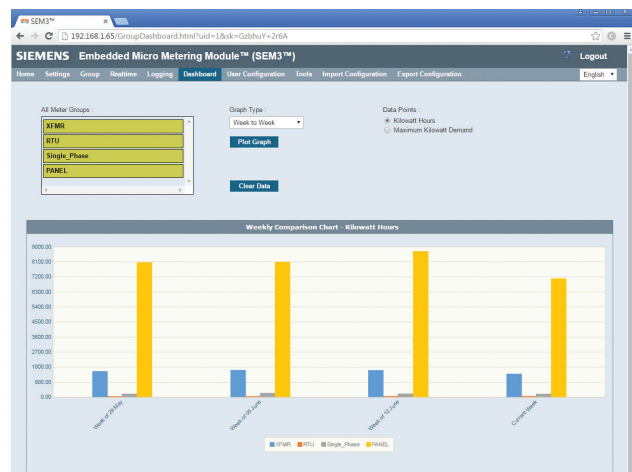 SEM3™
192.168.1.65/GroupDashboard.html?uid=1&sk=GzbhuY+2r6A
SIEMENS Embedded Micro Metering Module™ (SEM3™) Logout
Home Settings Group Realtime Logging Dashboard User Configuration Tools Import Configuration Export Configuration English
All Meter Groups : Graph Type : Data Points :
XFMR Week to Week Kilowatt Hours
RTU Maximum Kilowatt Demand
Single_Phase Plot Graph
PANEL
Clear Data
Weekly Comparison Chart - Kilowatt Hours
9000.00
8100.00
7200.00
6300.00
5400.00
4500.00
3600.00
2700.00
1800.00
900.00
0.00
Week of 29 May Week of 05 June Week of 12 June Current Week
XFMR RTU Single_Phase PANEL